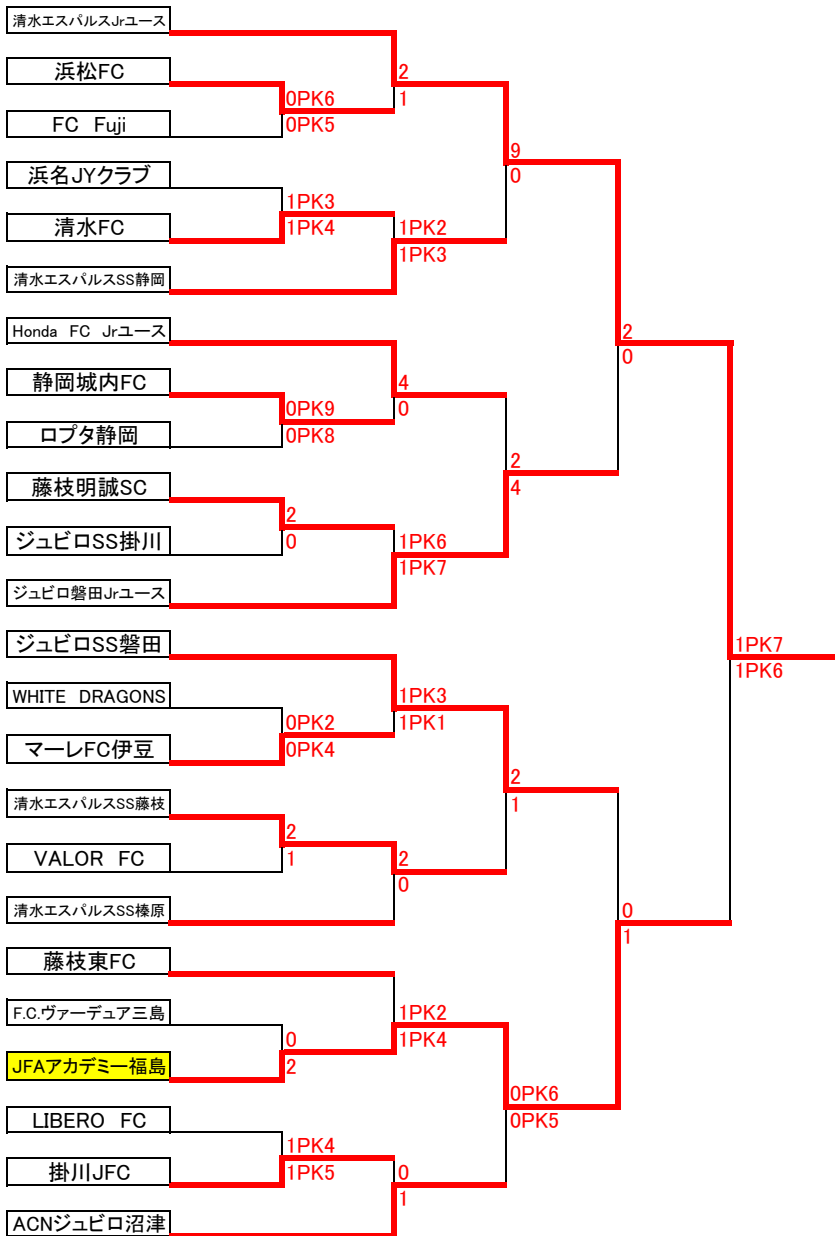 清水エスパルスJrユース
2
浜松FC
1
0PK6
FC Fuji
0PK5
9
浜名JYクラブ
0
1PK3
清水FC
1PK4
1PK2
1PK3
清水エスパルスSS静岡
Honda FC Jrユース
2
0
静岡城内FC
4
0
0PK9
ロプタ静岡
0PK8
2
藤枝明誠SC
4
2
ジュビロSS掛川
0
1PK6
1PK7
ジュビロ磐田Jrユース
ジュビロSS磐田
1PK7
1PK6
WHITE DRAGONS
1PK3
0PK2
1PK1
マーレFC伊豆
0PK4
2
清水エスパルスSS藤枝
1
2
VALOR FC
1
2
0
清水エスパルスSS榛原
0
1
藤枝東FC
F.C.ヴァーデュア三島
1PK2
0
1PK4
JFAアカデミー福島
2
0PK6
LIBERO FC
0PK5
1PK4
掛川JFC
1PK5
0
1
ACNジュビロ沼津